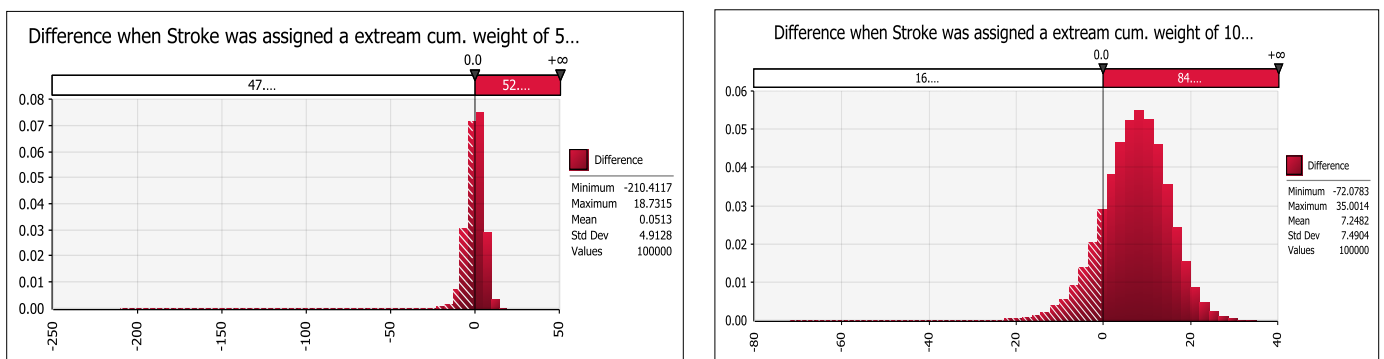 Difference when Stroke was assigned a extream cum. weight of 5…
0.0 +∞
47.... 52....
0.08
0.07
0.06
0.05
0.04
0.03
0.02
0.01
0.00
-250 -200 -150 -100 -50 0 50
Difference
Minimum -210.4117
Maximum 18.7315
Mean 0.0513
Std Dev 4.9128
Values 100000
Difference when Stroke was assigned a extream cum. weight of 10…
0.0 +∞
16.... 84....
0.06
0.05
0.04
0.03
0.02
0.01
0.00
-80 -60 -40 -20 0 20 40
Difference
Minimum -72.0783
Maximum 35.0014
Mean 7.2482
Std Dev 7.4904
Values 100000